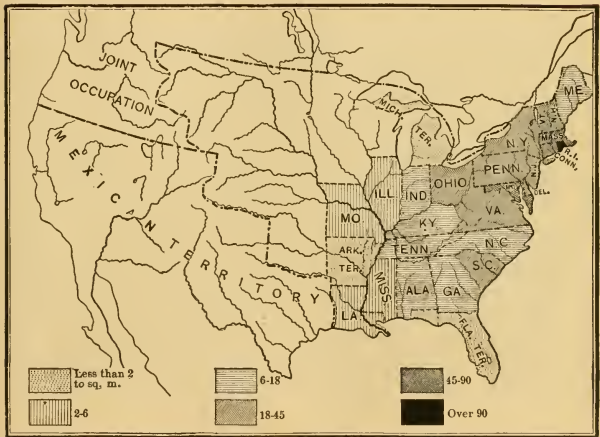 JOINT
OCCUPATION
MEXICAN TERRITORY
MICH. TER.
ME.
N.Y.
MASS.
R.I.
CONN.
PENN.
DEL.
OHIO
IND
ILL
VA.
MO.
KY
N.C
TENN.
ARK.
TER.
S.C.
MISS
ALA
GA.
LA
FLA TER.
Less than 2
to sq. m.
2-6
6-18
18-45
45-90
Over 90